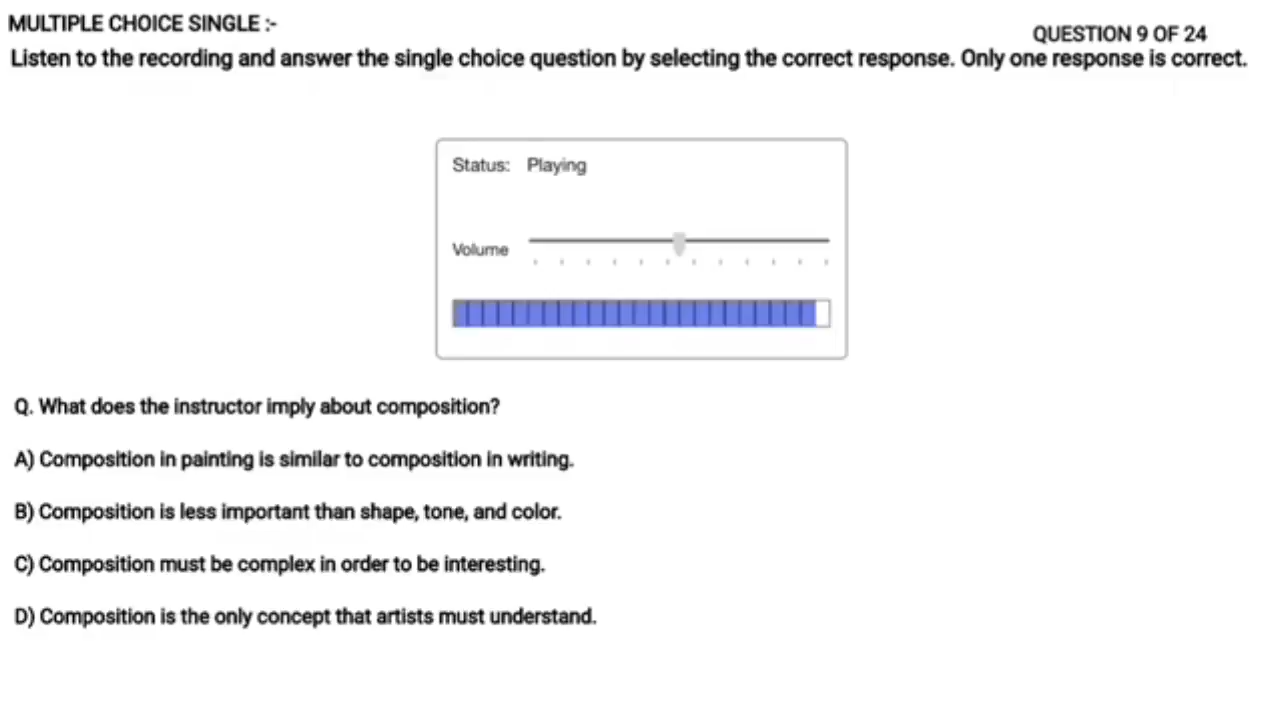 MULTIPLE CHOICE SINGLE :-
QUESTION 9 OF 24
Listen to the recording and answer the single choice question by selecting the correct response. Only one response is correct.
Status: Playing
Volume
Q. What does the instructor imply about composition?
A) Composition in painting is similar to composition in writing.
B) Composition is less important than shape, tone, and color.
C) Composition must be complex in order to be interesting.
D) Composition is the only concept that artists must understand.